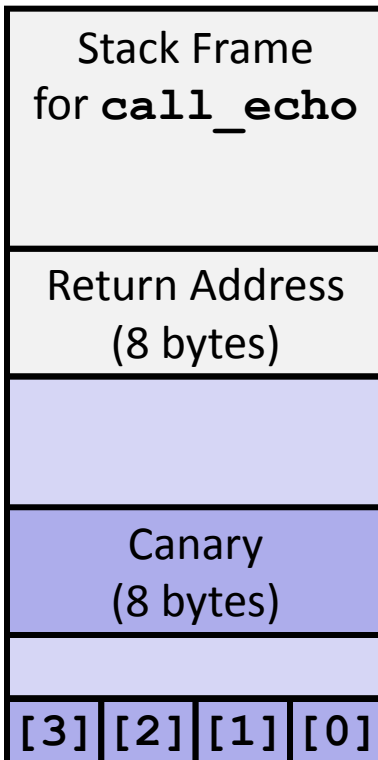 Stack Frame
for call_echo
Return Address
(8 bytes)
Canary
(8 bytes)
[3] [2] [1] [0]